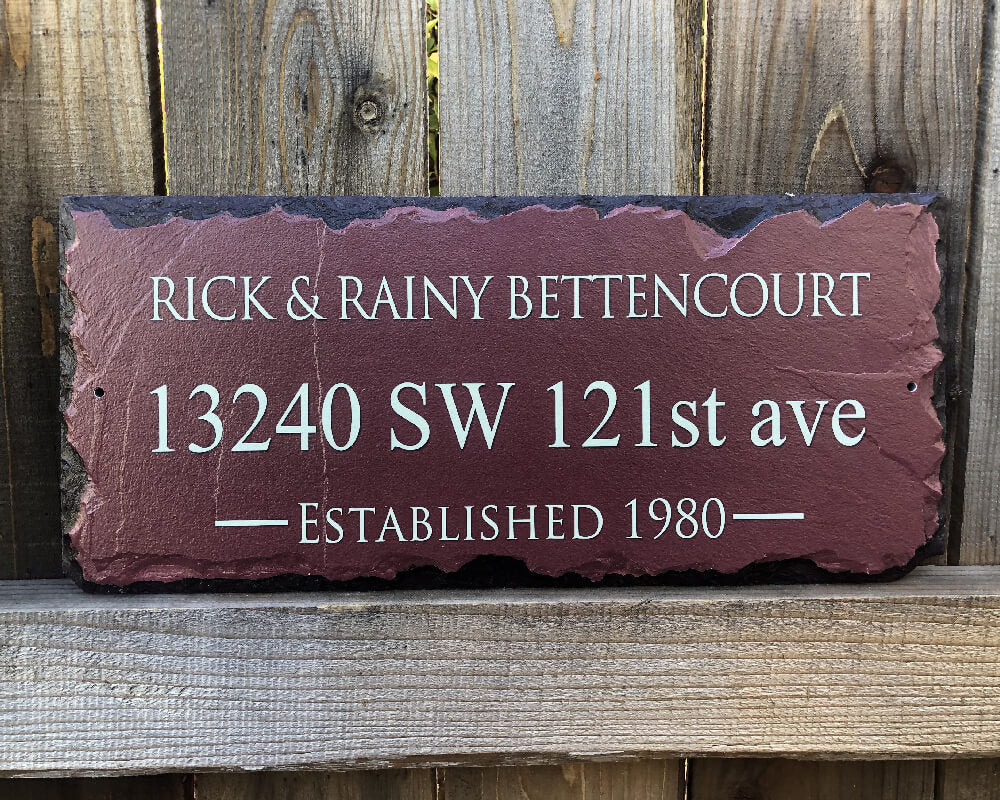 RICK & RAINY BETTENCOURT
13240 SW 121st ave
ESTABLISHED 1980